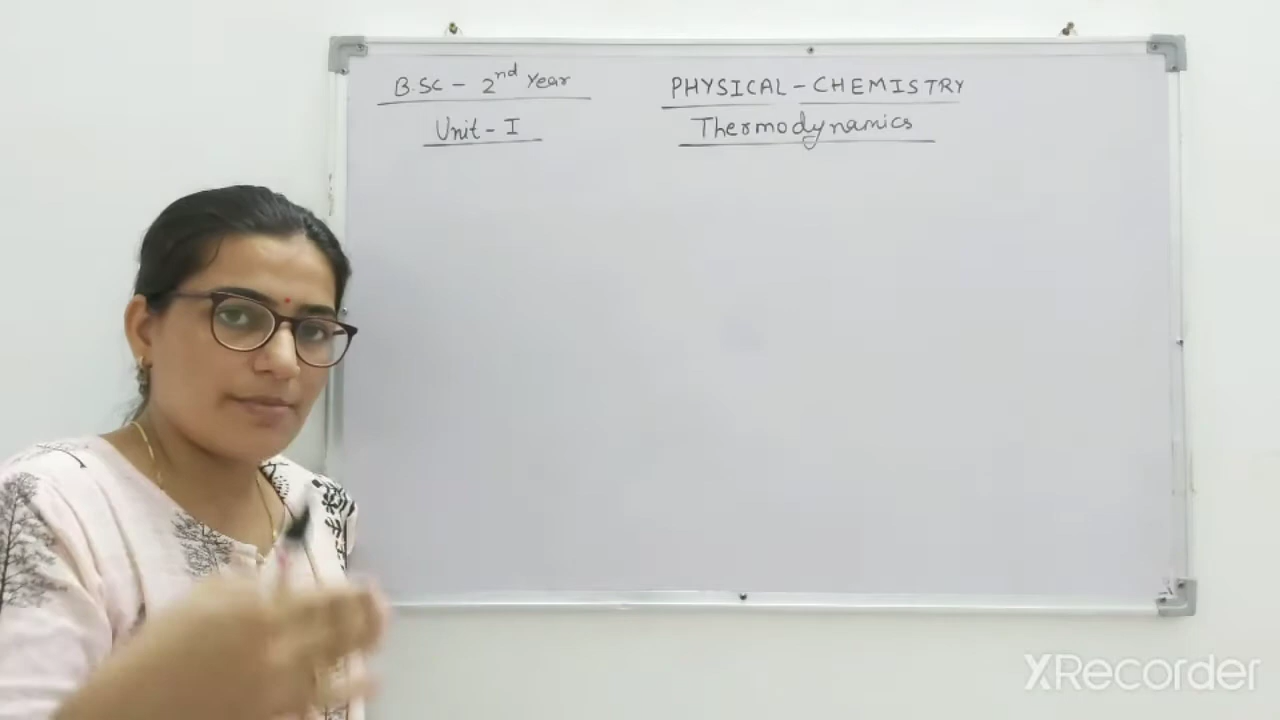 B.Sc - 2nd Year
PHYSICAL - CHEMISTRY
Unit - I
Thermodynamics
XRecorder